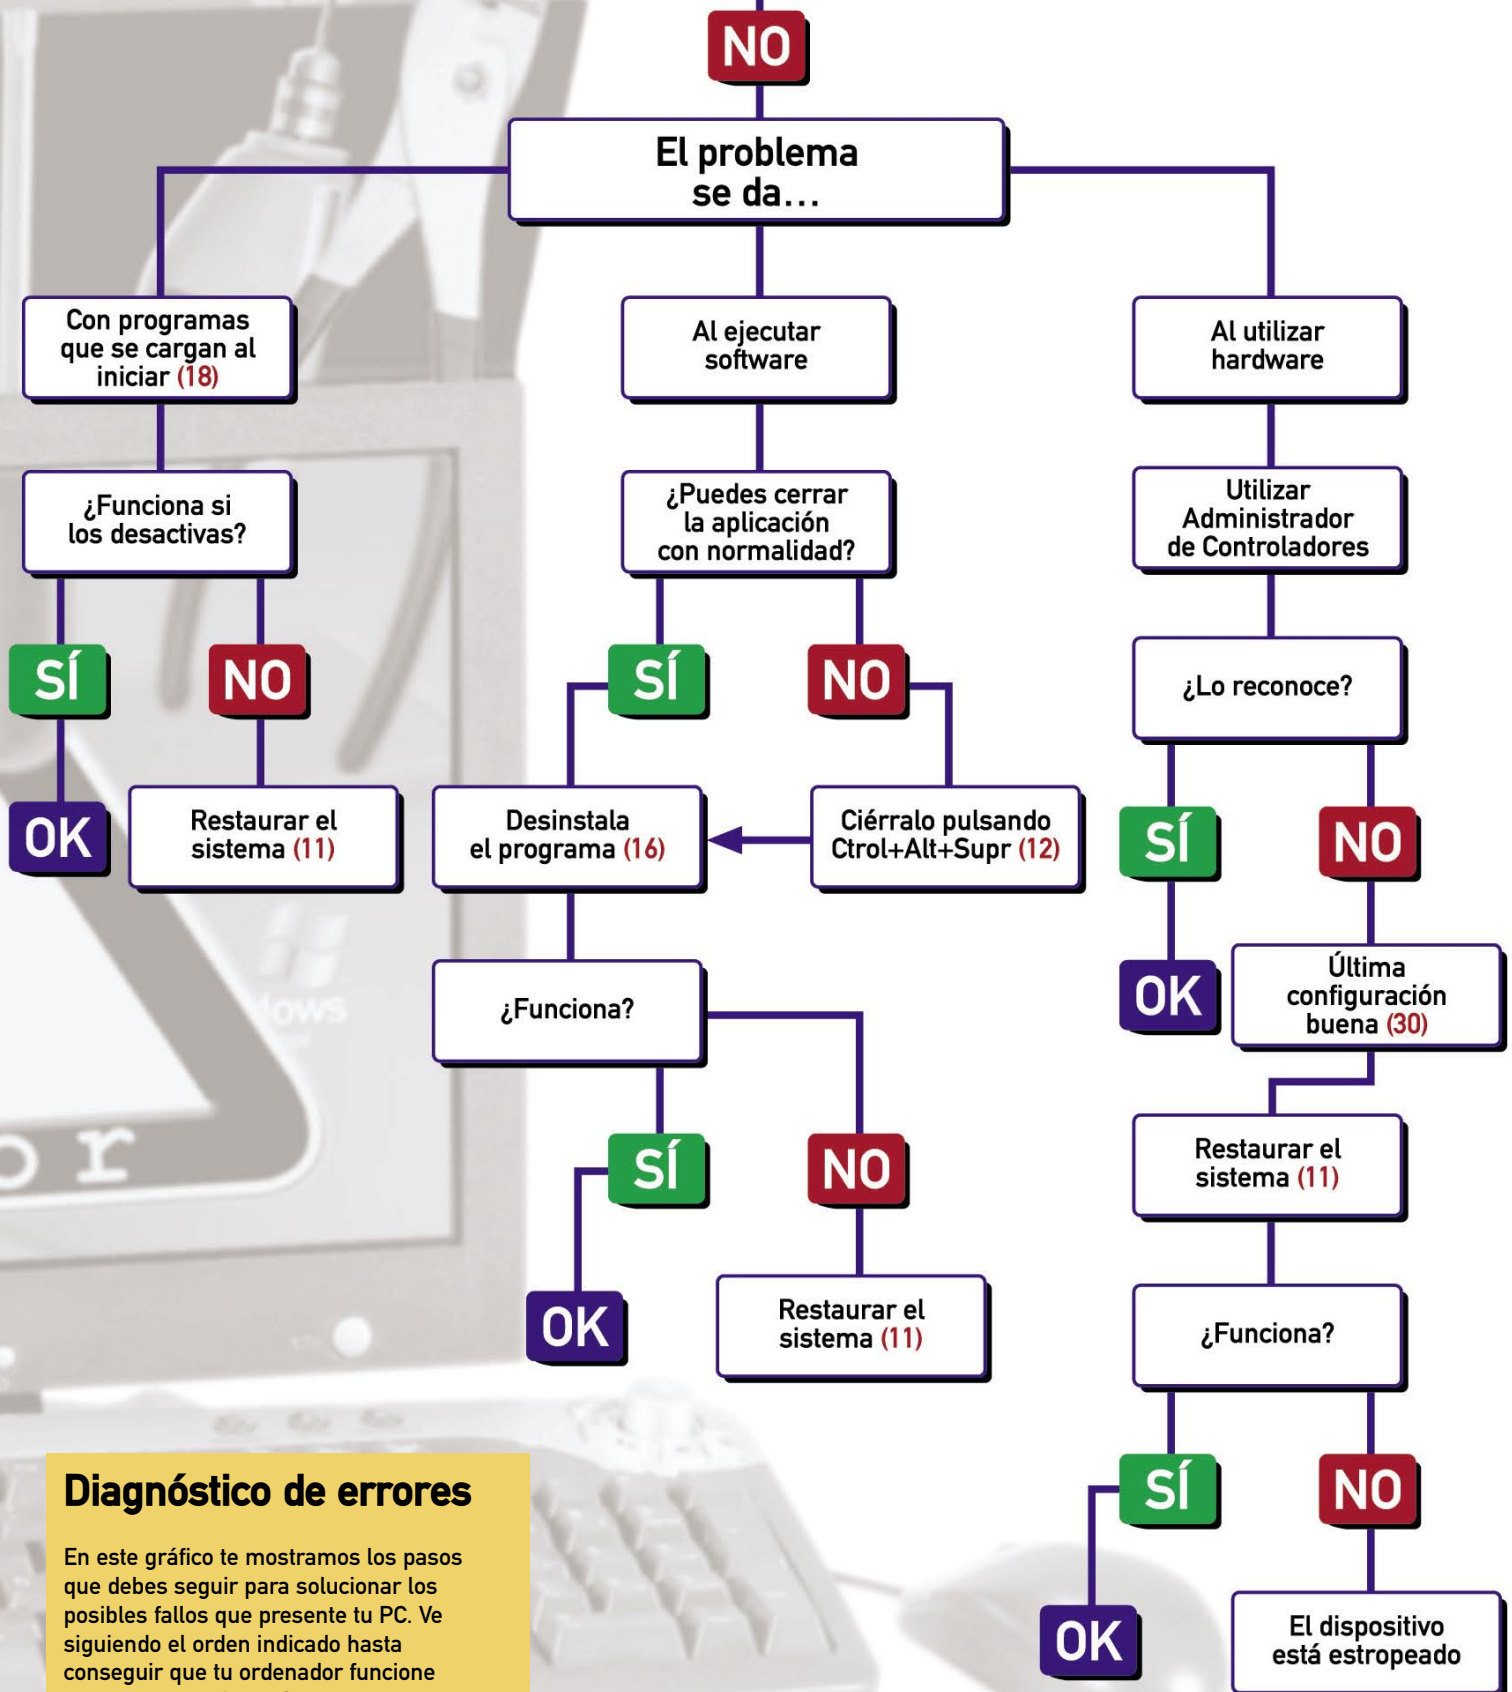 NO
El problema
se da...
Con programas
que se cargan al
iniciar (18)
¿Funciona si
los desactivas?
SÍ
NO
OK
Restaurar el
sistema (11)
Al ejecutar
software
¿Puedes cerrar
la aplicación
con normalidad?
SÍ
NO
Desinstala
el programa (16)
Ciérralo pulsando
Ctrol+Alt+Supr (12)
¿Funciona?
SÍ
NO
OK
Restaurar el
sistema (11)
Al utilizar
hardware
Utilizar
Administrador
de Controladores
¿Lo reconoce?
SÍ
NO
OK
Última
configuración
buena (30)
Restaurar el
sistema (11)
¿Funciona?
SÍ
NO
OK
El dispositivo
está estropeado
Diagnóstico de errores
En este gráfico te mostramos los pasos
que debes seguir para solucionar los
posibles fallos que presente tu PC. Ve
siguiendo el orden indicado hasta
conseguir que tu ordenador funcione